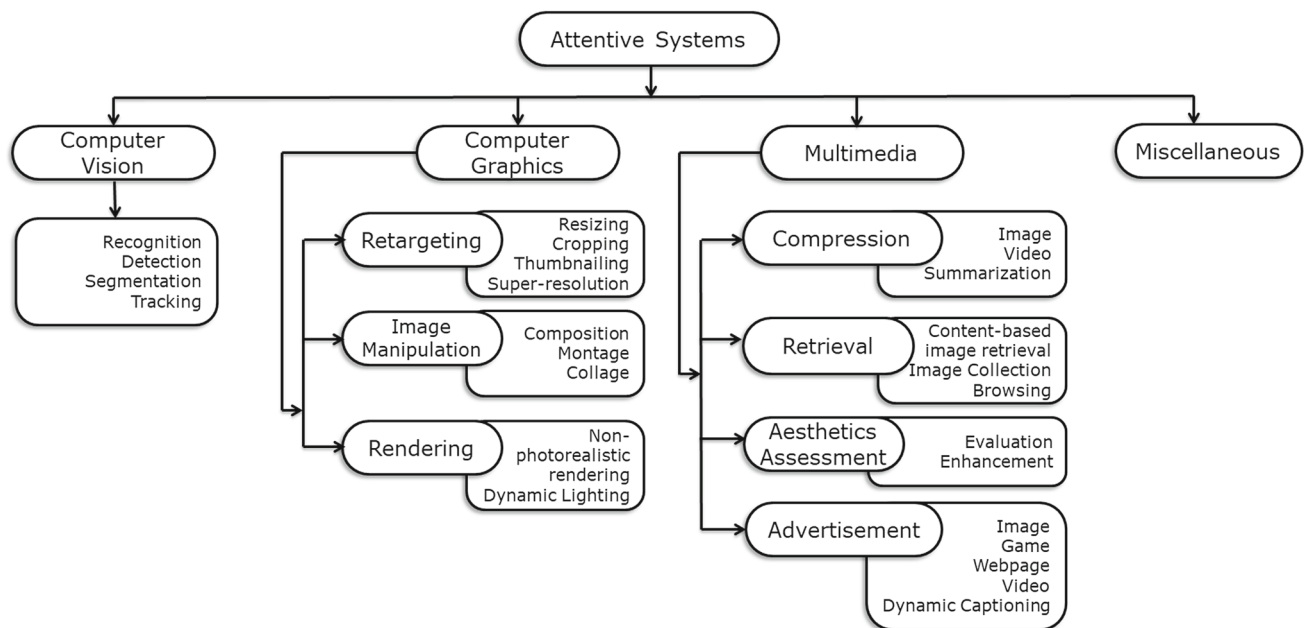 Attentive Systems
Computer
Vision
Computer
Graphics
Multimedia
Miscellaneous
Recognition
Detection
Segmentation
Tracking
Retargeting
Resizing
Cropping
Thumbnailing
Super-resolution
Image
Manipulation
Composition
Montage
Collage
Rendering
Non-
photorealistic
rendering
Dynamic Lighting
Compression
Image
Video
Summarization
Retrieval
Content-based
image retrieval
Image Collection
Browsing
Aesthetics
Assessment
Evaluation
Enhancement
Advertisement
Image
Game
Webpage
Video
Dynamic Captioning